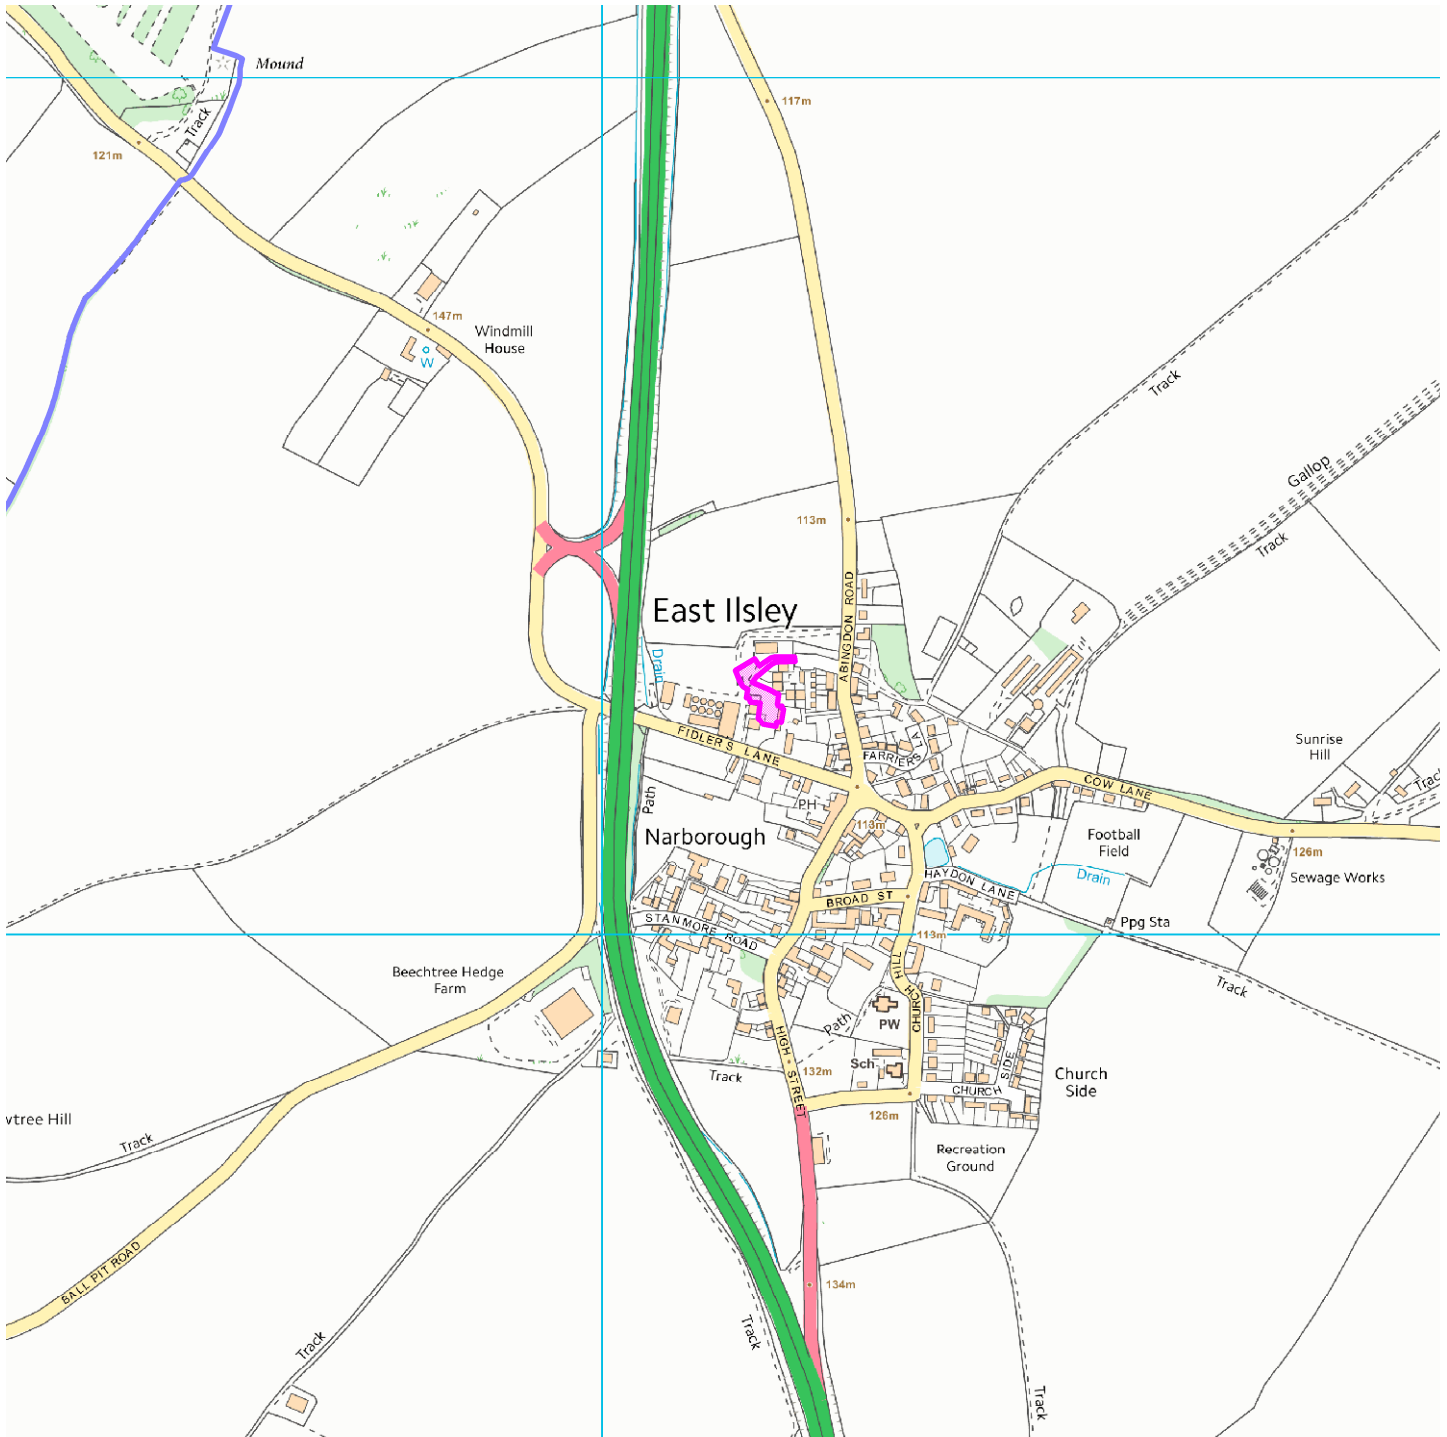 Mound
117m
Track
121m
147m
Windmill
House
W
Track
Gallop
113m
Track
East Ilsley
ABINGDON ROAD
Drain
FIDLER'S LANE
FARRIERS LA
Sunrise
Hill
COW LANE
Track
Path
PH
113m
Narborough
Football
Field
126m
Drain
Sewage Works
HAYDON LANE
BROAD ST
STANMORE ROAD
Ppg Sta
113m
Beechtree Hedge
Farm
CHURCH HILL
Track
Path
PW
HIGH STREET
Sch
Track
132m
CHURCH SIDE
Church
Side
126m
wtree Hill
Track
Recreation
Ground
BALL PIT ROAD
134m
Track
Track
Track